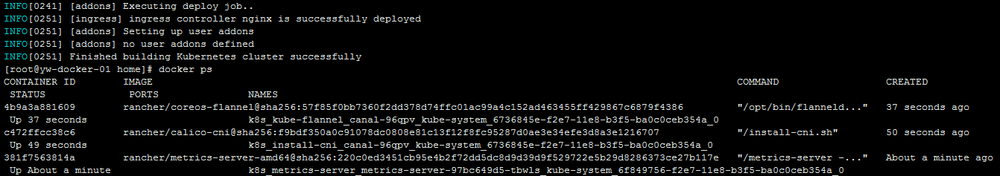 INFO[0241] [addons] Executing deploy job..
INFO[0251] [ingress] ingress controller nginx is successfully deployed
INFO[0251] [addons] Setting up user addons
INFO[0251] [addons] no user addons defined
INFO[0251] Finished building Kubernetes cluster successfully
[root@yw-docker-01 home]# docker ps
CONTAINER ID        IMAGE                                                                                                      COMMAND                  CREATED
 STATUS              PORTS               NAMES
4b9a3a881609        rancher/coreos-flannel@sha256:57f85f0bb7360f2dd378d74ffc01ac99a4c152ad463455ff429867c6879f4386         "/opt/bin/flanneld..."   37 seconds ago
 Up 37 seconds                           k8s_kube-flannel_canal-96qpv_kube-system_6736845e-f2e7-11e8-b3f5-ba0c0ceb354a_0
c472ffcc38c6        rancher/calico-cni@sha256:f9bdf350a0c91078dc0808e81c13f12f8fc95287d0ae3e34efe3d8a3e1216707             "/install-cni.sh"        50 seconds ago
 Up 49 seconds                           k8s_install-cni_canal-96qpv_kube-system_6736845e-f2e7-11e8-b3f5-ba0c0ceb354a_0
381f7563814a        rancher/metrics-server-amd64@sha256:220c0ed3451cb95e4b2f72dd5dc8d9d39d9f529722e5b29d8286373ce27b117e   "/metrics-server -..."   About a minute ago
 Up About a minute                       k8s_metrics-server_metrics-server-97bc649d5-tbwls_kube-system_6f849756-f2e7-11e8-b3f5-ba0c0ceb354a_0